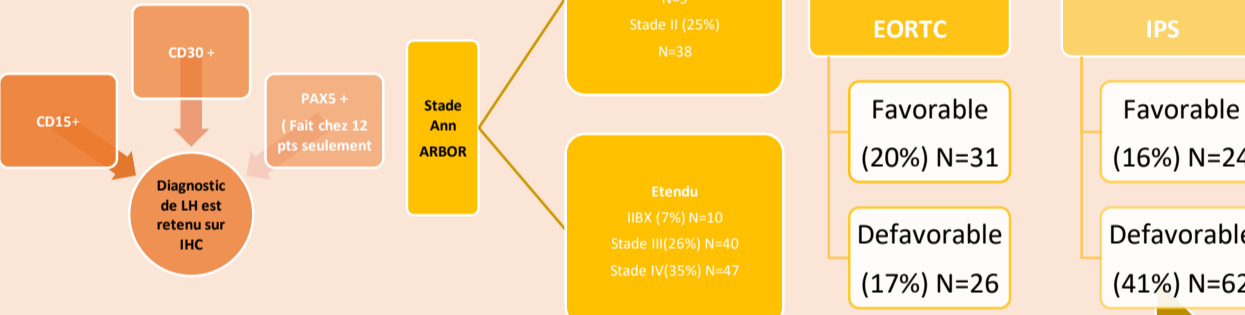 CD30 +
CD15+
PAX5 +
( Fait chez 12
pts seulement
Diagnostic
de LH est
retenu sur
IHC
Stade
Ann
ARBOR
Stade II (25%)
N=38
Etendu
IIBX (7%) N=10
Stade III(26%) N=40
Stade IV(35%) N=47
EORTC
Favorable
(20%) N=31
Defavorable
(17%) N=26
IPS
Favorable
(16%) N=24
Defavorable
(41%) N=62